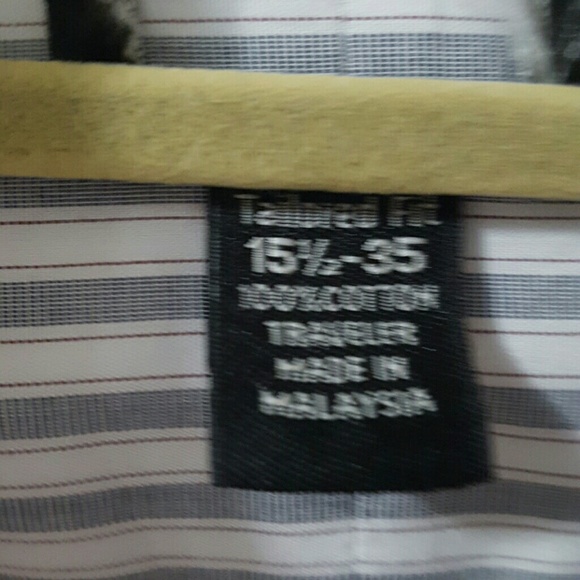 Tailored Fit
15½-35
100%COTTON
TRAVELER
MADE IN
MALAYSIA